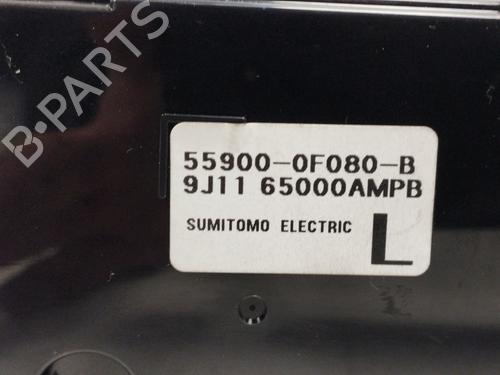 B-PARTS
55900-0F080-B
9J11 65000AMPB
SUMITOMO ELECTRIC
L